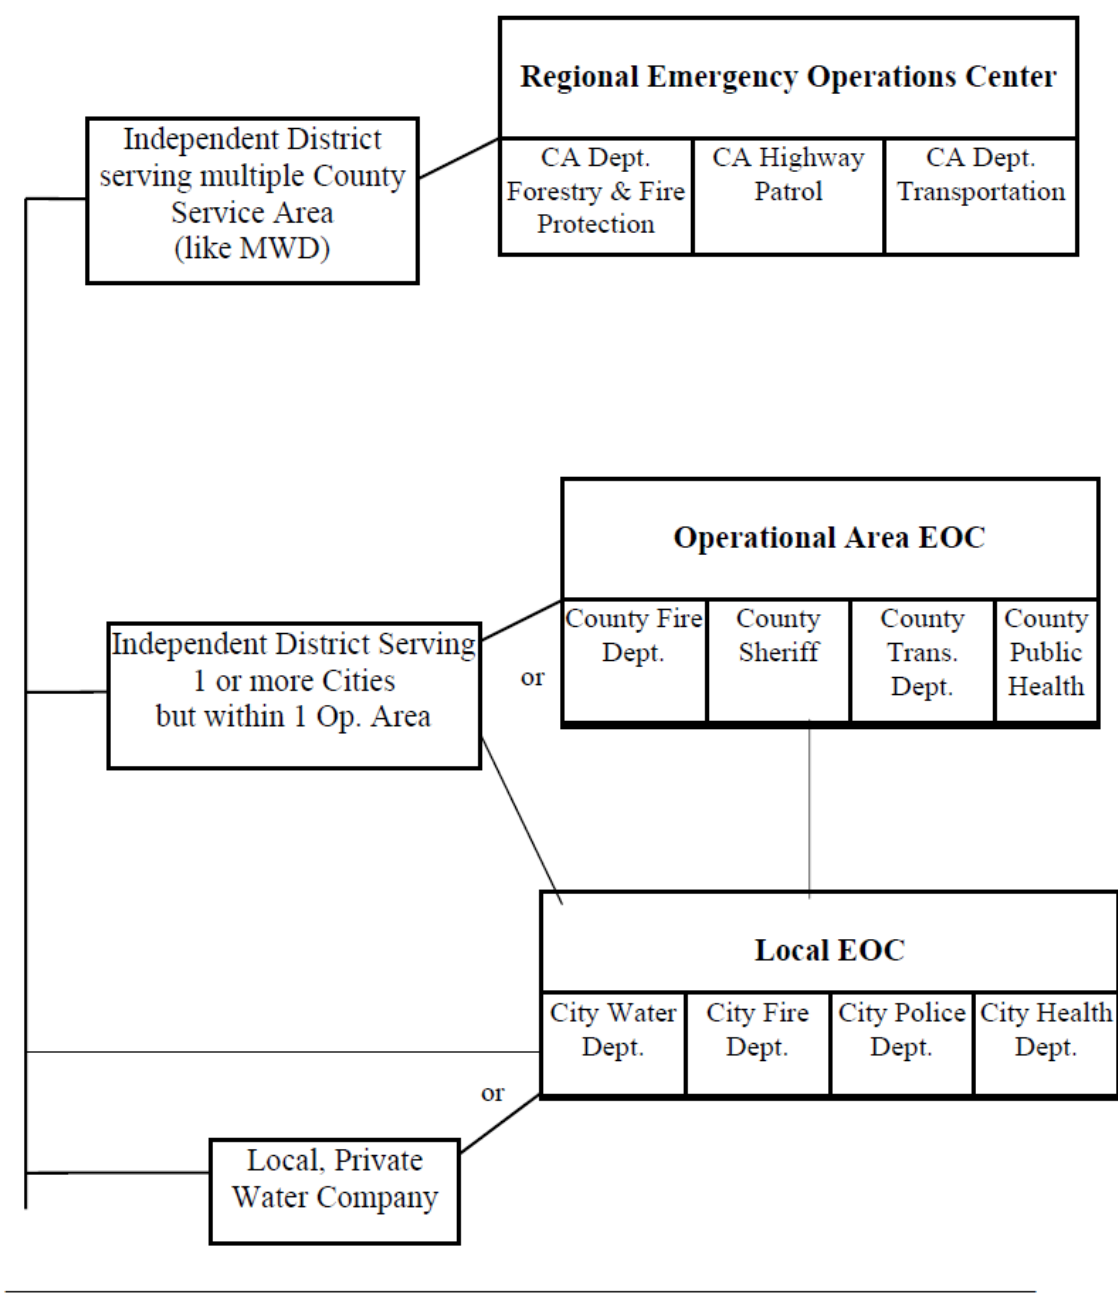 Regional Emergency Operations Center
Independent District
serving multiple County
Service Area
(like MWD)
CA Dept.
Forestry & Fire
Protection
CA Highway
Patrol
CA Dept.
Transportation
Operational Area EOC
Independent District Serving
1 or more Cities
but within 1 Op. Area
or
County Fire
Dept.
County
Sheriff
County
Trans.
Dept.
County
Public
Health
Local EOC
City Water
Dept.
City Fire
Dept.
City Police
Dept.
City Health
Dept.
or
Local, Private
Water Company